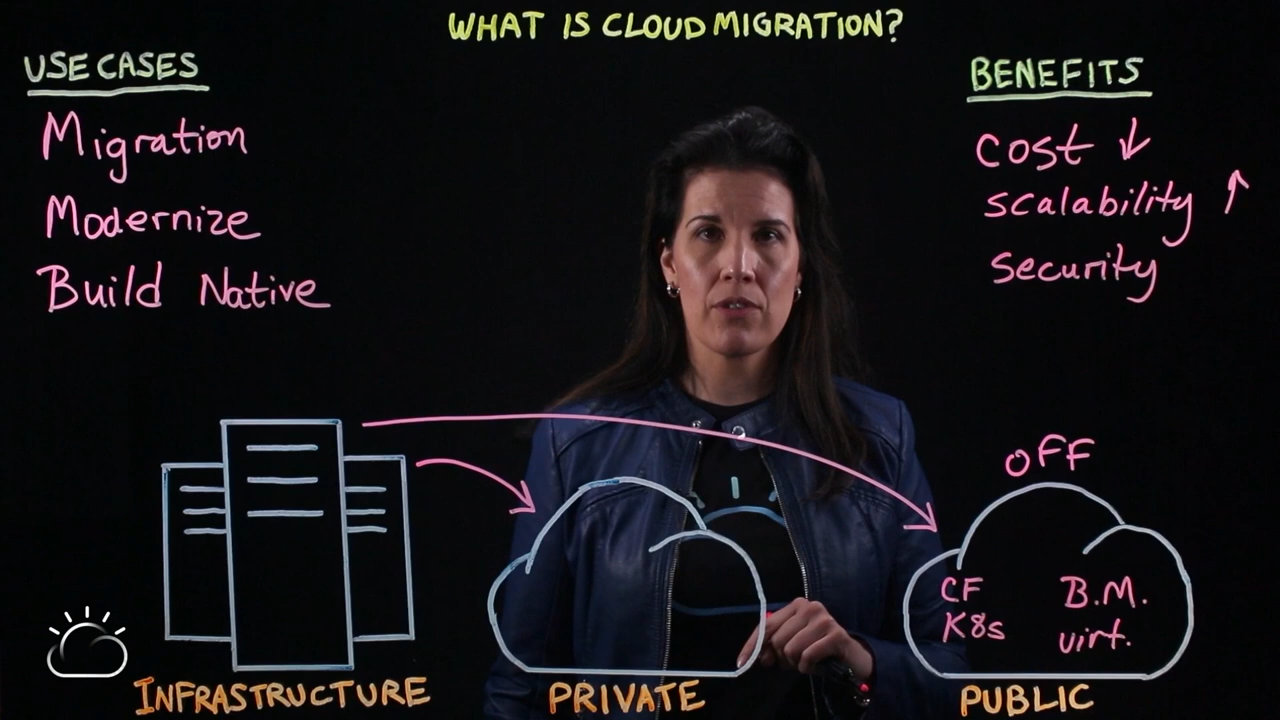 WHAT IS CLOUD MIGRATION?
USE CASES
Migration
Modernize
Build Native
BENEFITS
Cost ↓
Scalability ↑
Security
OFF
CF
K8s
B.M.
virt.
INFRASTRUCTURE
PRIVATE
PUBLIC